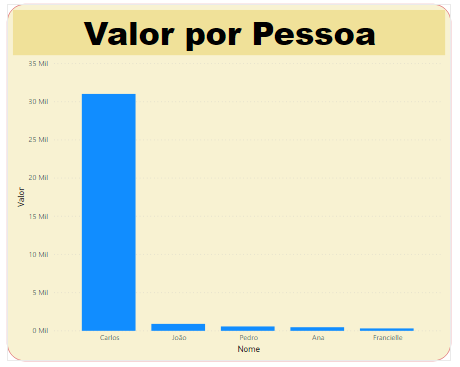 Valor por Pessoa
35 Mil
30 Mil
25 Mil
20 Mil
15 Mil
10 Mil
5 Mil
0 Mil
Valor
Carlos João Pedro Ana Francielle
Nome